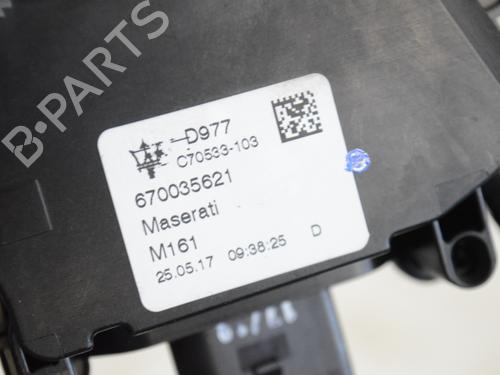 B-PARTS
D977
C70533-103
670035621
Maserati
M161
25.05.17 09:38:25 D